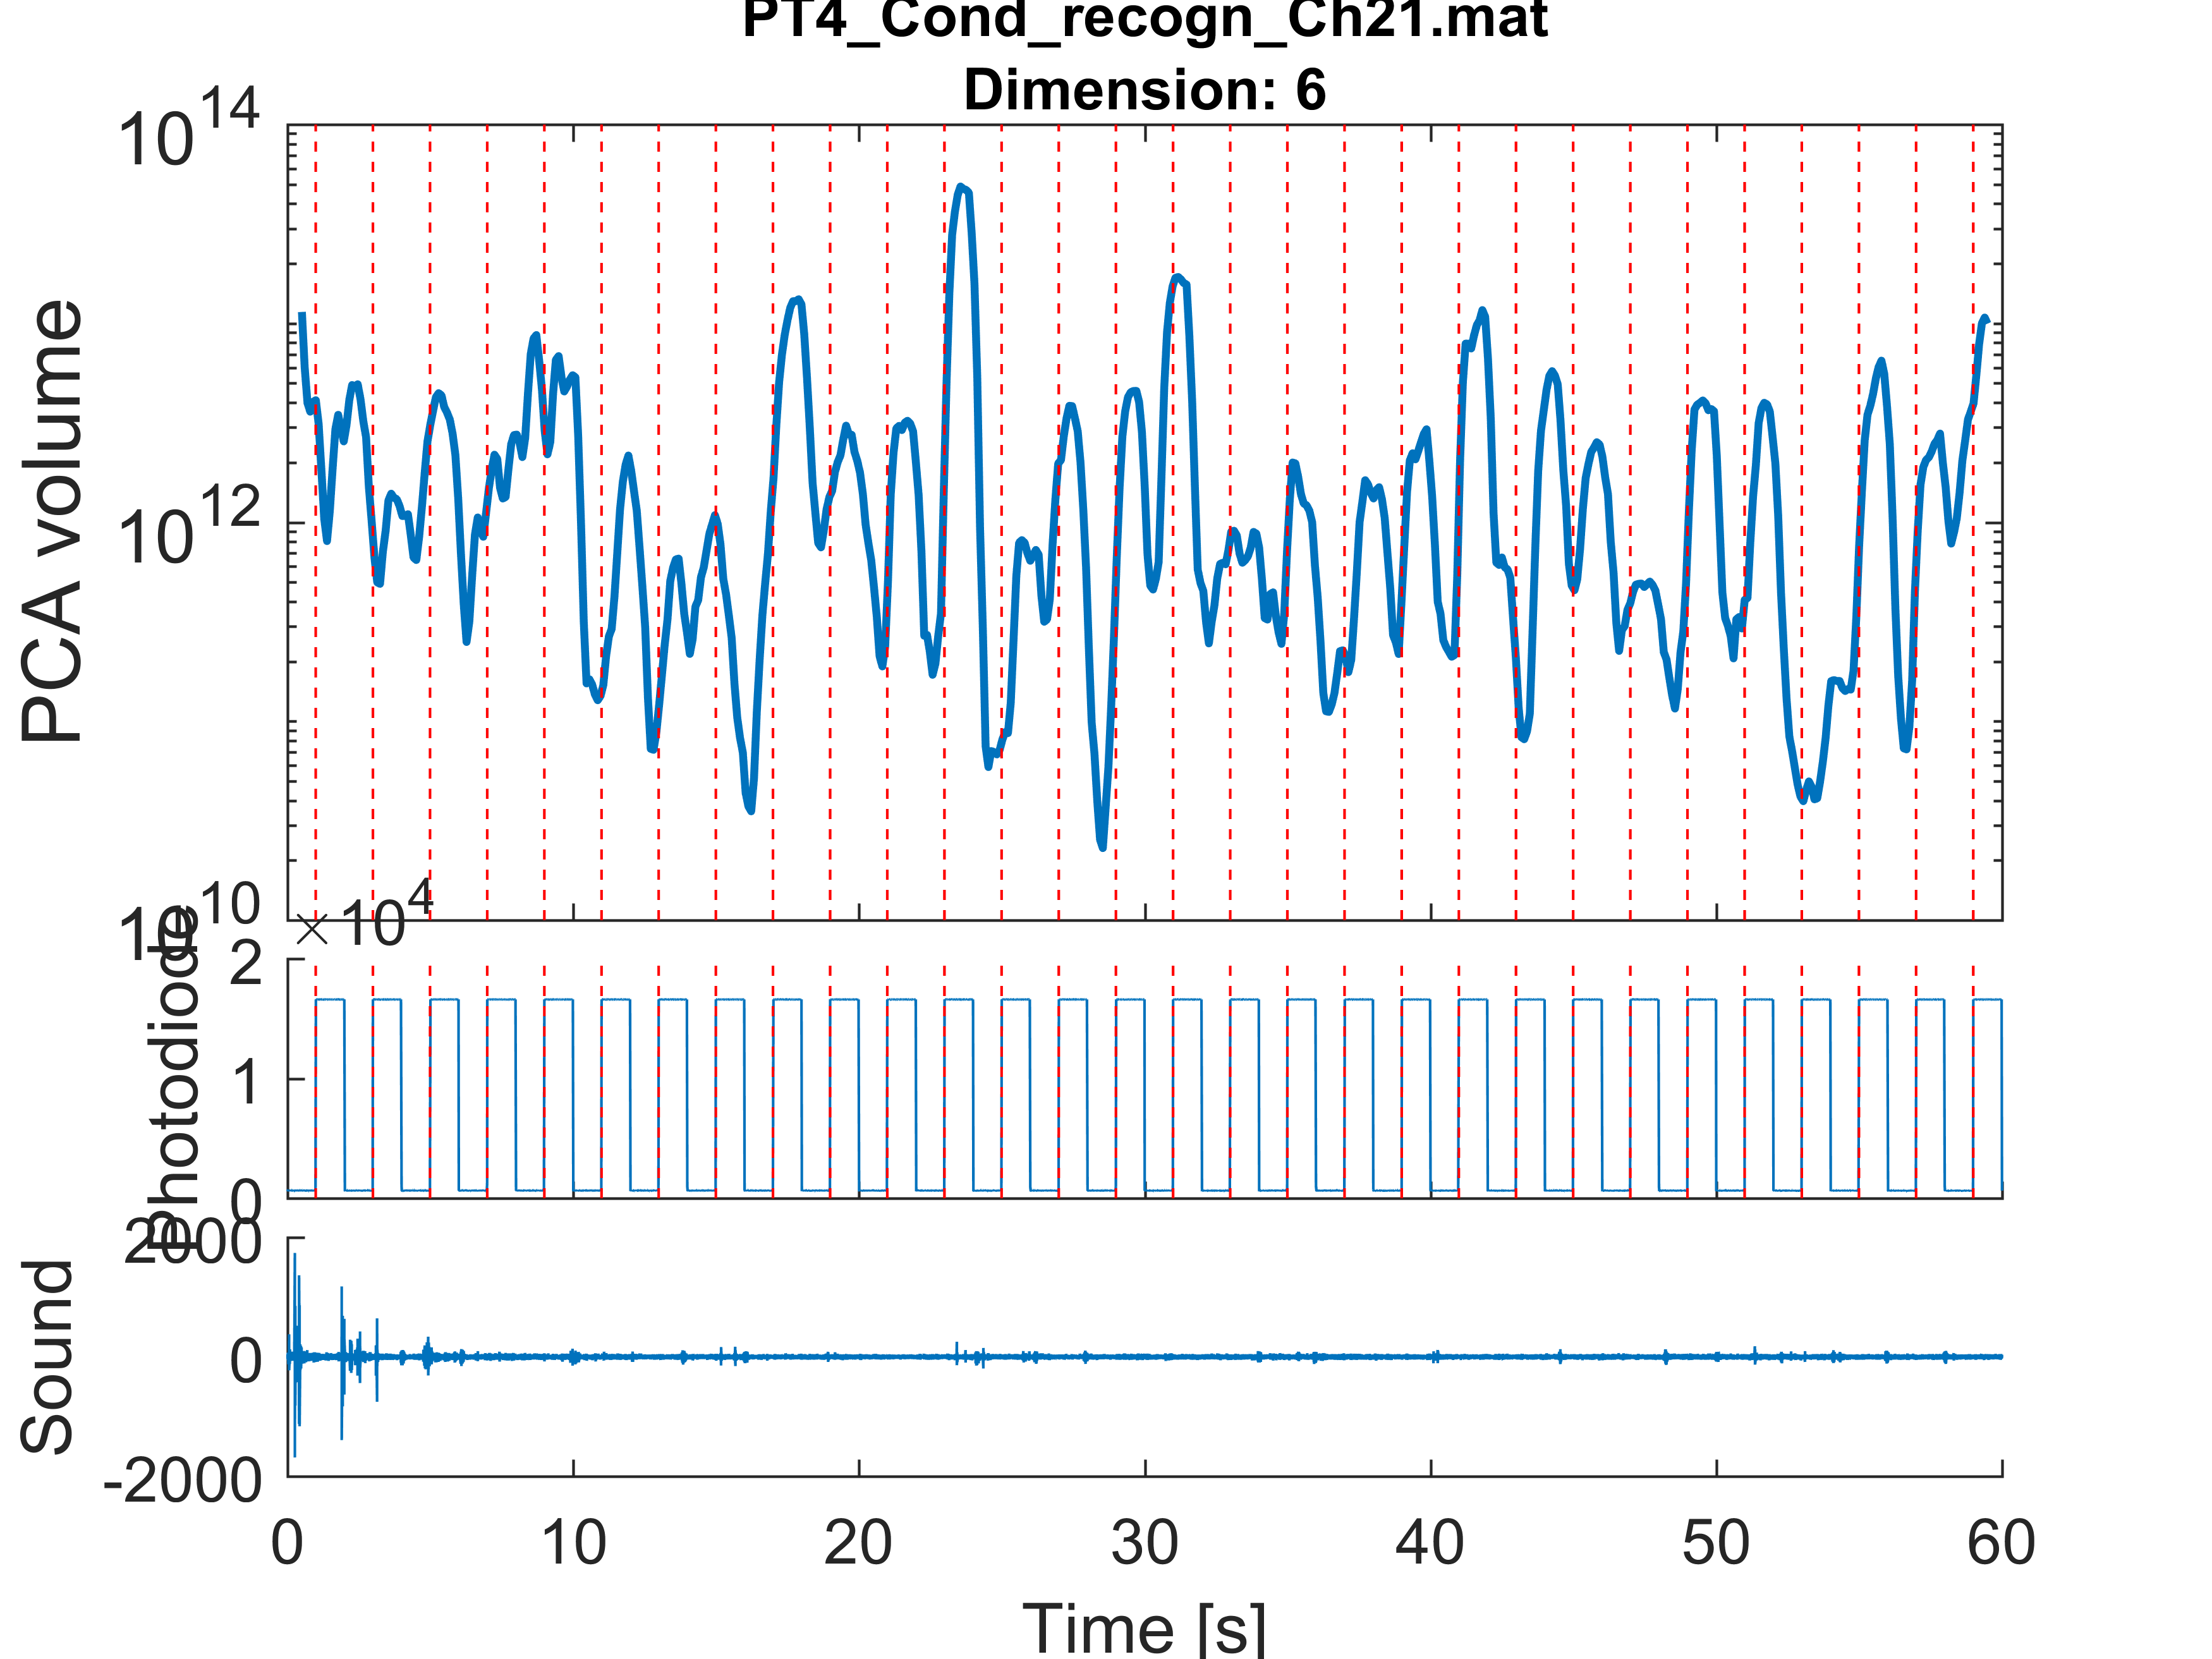 PT4_Cond_recogn_Ch21.mat
Dimension: 6
PCA volume
10^14
10^12
10^10
×10^4
Photodiode
2
1
0
Sound
2000
0
-2000
0 10 20 30 40 50 60
Time [s]